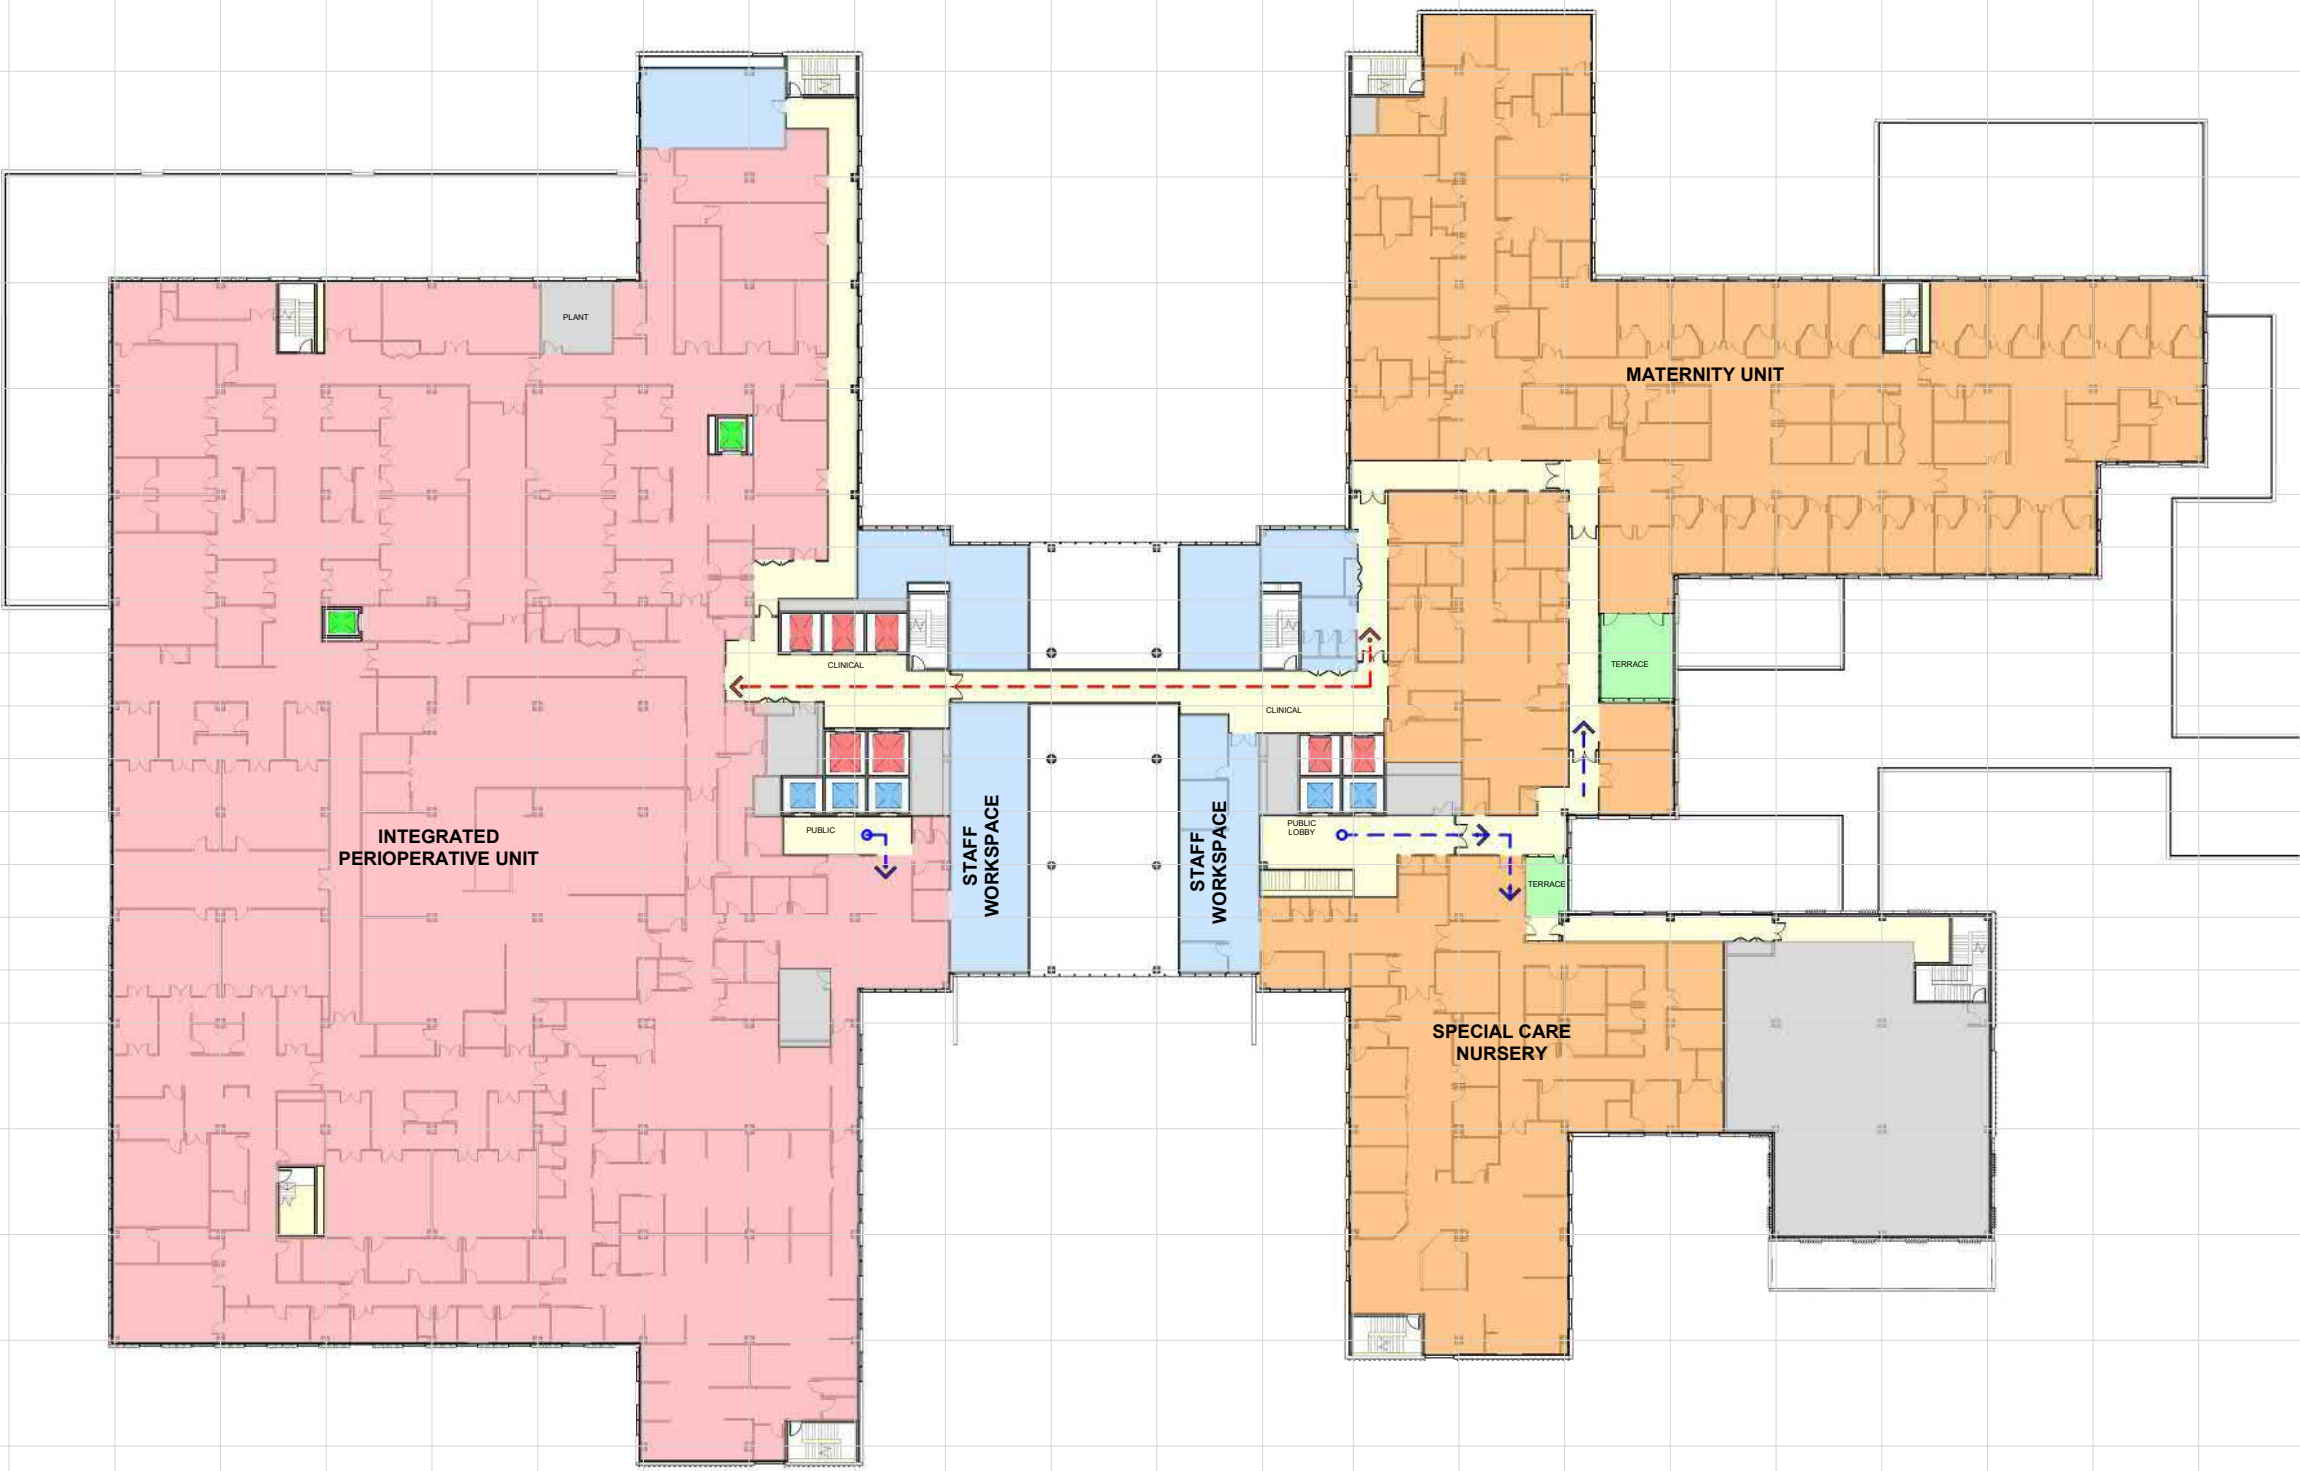 PLANT
MATERNITY UNIT
CLINICAL
TERRACE
CLINICAL
PUBLIC
PUBLIC
LOBBY
INTEGRATED
PERIOPERATIVE UNIT
STAFF
WORKSPACE
STAFF
WORKSPACE
TERRACE
SPECIAL CARE
NURSERY